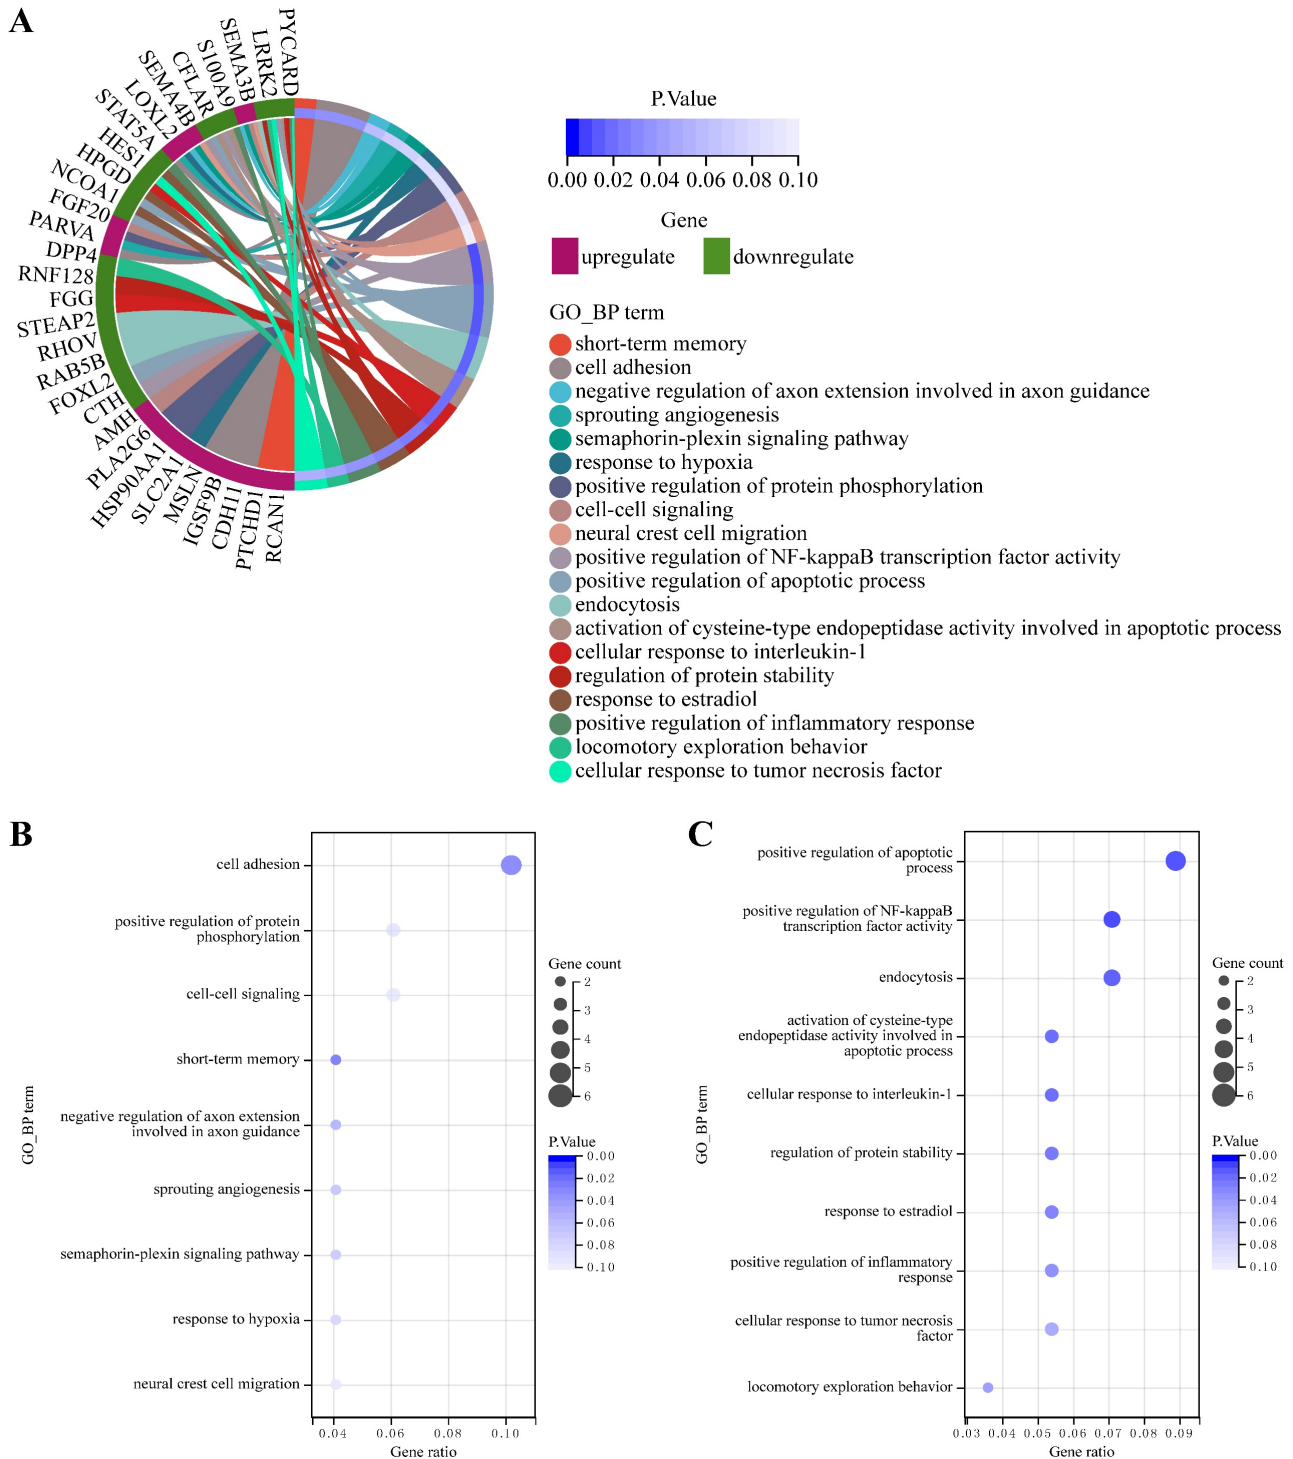 A
PYCARD
LRRK2
SEMA3B
S100A9
CFLAR
SEMA4B
LOXL2
STAT5A
HES1
HPGD
NCOA1
FGF20
PARVA
DPP4
RNF128
FGG
STEAP2
RHOV
RAB5B
FOXL2
CTH
AMH
PLA2G6
HSP90AA1
SLC2A1
MSLN
IGSF9B
CDH11
PTCHD1
RCAN1
P.Value
0.00 0.02 0.04 0.06 0.08 0.10
Gene
upregulate downregulate
GO_BP term
short-term memory
cell adhesion
negative regulation of axon extension involved in axon guidance
sprouting angiogenesis
semaphorin-plexin signaling pathway
response to hypoxia
positive regulation of protein phosphorylation
cell-cell signaling
neural crest cell migration
positive regulation of NF-kappaB transcription factor activity
positive regulation of apoptotic process
endocytosis
activation of cysteine-type endopeptidase activity involved in apoptotic process
cellular response to interleukin-1
regulation of protein stability
response to estradiol
positive regulation of inflammatory response
locomotory exploration behavior
cellular response to tumor necrosis factor
B
GO_BP term
cell adhesion
positive regulation of protein
phosphorylation
cell-cell signaling
short-term memory
negative regulation of axon extension
involved in axon guidance
sprouting angiogenesis
semaphorin-plexin signaling pathway
response to hypoxia
neural crest cell migration
0.04 0.06 0.08 0.10
Gene ratio
Gene count
2
3
4
5
6
P.Value
0.00
0.02
0.04
0.06
0.08
0.10
C
GO_BP term
positive regulation of apoptotic
process
positive regulation of NF-kappaB
transcription factor activity
endocytosis
activation of cysteine-type
endopeptidase activity involved in
apoptotic process
cellular response to interleukin-1
regulation of protein stability
response to estradiol
positive regulation of inflammatory
response
cellular response to tumor necrosis
factor
locomotory exploration behavior
0.03 0.04 0.05 0.06 0.07 0.08 0.09
Gene ratio
Gene count
2
3
4
5
6
P.Value
0.00
0.02
0.04
0.06
0.08
0.10